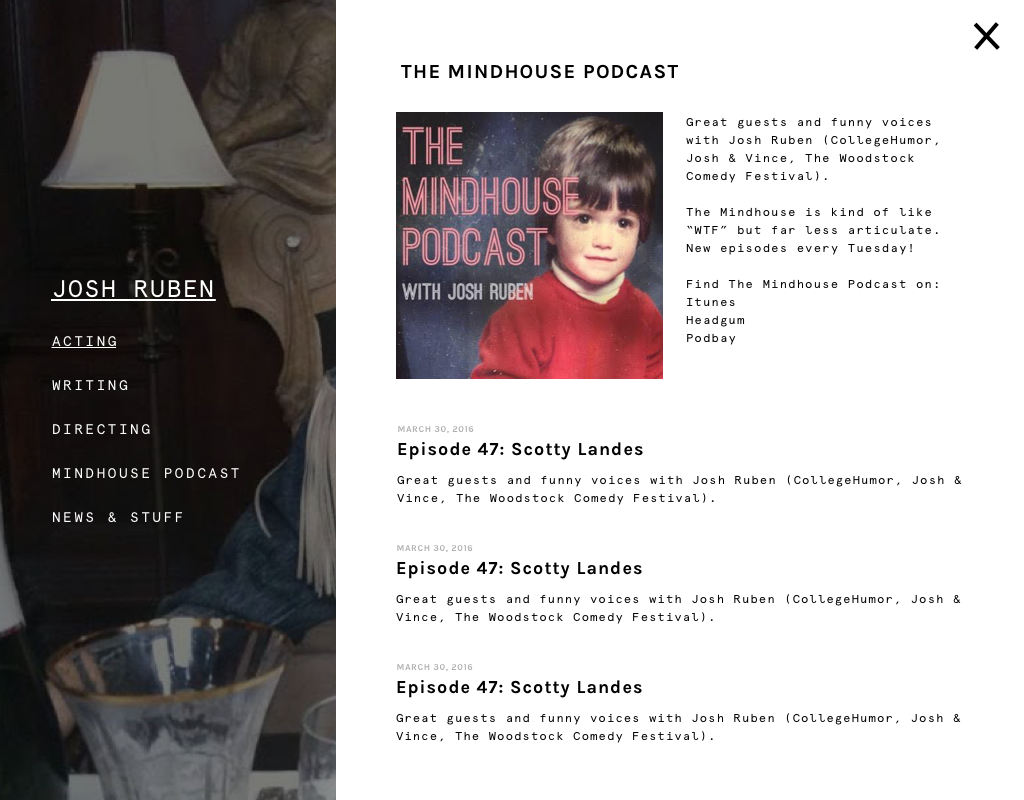 JOSH RUBEN
ACTING
WRITING
DIRECTING
MINDHOUSE PODCAST
NEWS & STUFF
X
THE MINDHOUSE PODCAST
THE
MINDHOUSE
PODCAST
WITH JOSH RUBEN
Great guests and funny voices
with Josh Ruben (CollegeHumor,
Josh & Vince, The Woodstock
Comedy Festival).
The Mindhouse is kind of like
“WTF” but far less articulate.
New episodes every Tuesday!
Find The Mindhouse Podcast on:
Itunes
Headgum
Podbay
MARCH 30, 2016
Episode 47: Scotty Landes
Great guests and funny voices with Josh Ruben (CollegeHumor, Josh &
Vince, The Woodstock Comedy Festival).
MARCH 30, 2016
Episode 47: Scotty Landes
Great guests and funny voices with Josh Ruben (CollegeHumor, Josh &
Vince, The Woodstock Comedy Festival).
MARCH 30, 2016
Episode 47: Scotty Landes
Great guests and funny voices with Josh Ruben (CollegeHumor, Josh &
Vince, The Woodstock Comedy Festival).